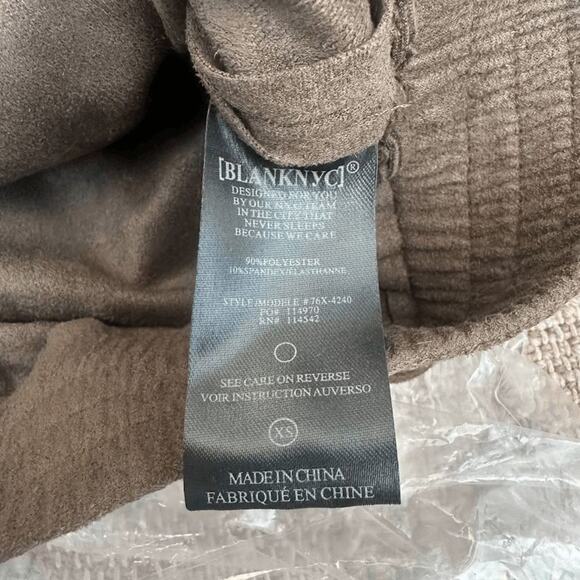 [BLANKNYC]®
DESIGNED FOR YOU
BY OUR NYC TEAM
IN THE CITY THAT
NEVER SLEEPS
BECAUSE WE CARE
90%POLYESTER
10%SPANDEX/ÉLASTHANNE
STYLE/MODÈLE #76X-4240
PO# 114970
RN# 114542
SEE CARE ON REVERSE
VOIR INSTRUCTION AUVERSO
XS
MADE IN CHINA
FABRIQUÉ EN CHINE